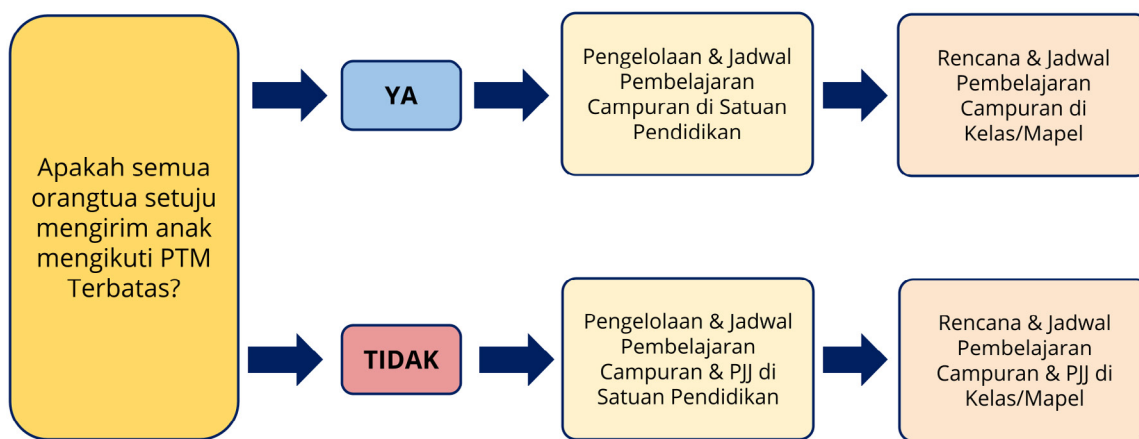 Apakah semua
orangtua setuju
mengirim anak
mengikuti PTM
Terbatas?
YA
Pengelolaan & Jadwal
Pembelajaran
Campuran di Satuan
Pendidikan
Rencana & Jadwal
Pembelajaran
Campuran di
Kelas/Mapel
TIDAK
Pengelolaan & Jadwal
Pembelajaran
Campuran & PJJ di
Satuan Pendidikan
Rencana & Jadwal
Pembelajaran
Campuran & PJJ di
Kelas/Mapel